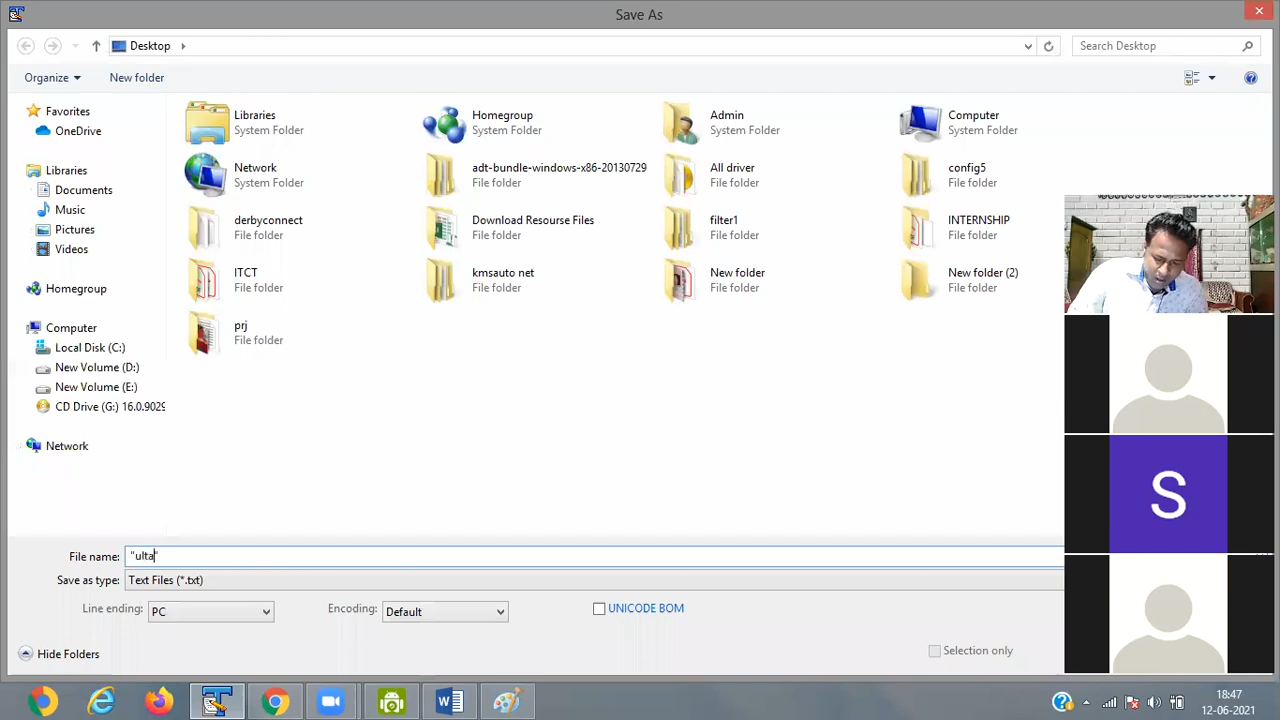 Save As
Desktop
Search Desktop
Organize
New folder
Favorites
OneDrive
Libraries
Documents
Music
Pictures
Videos
Homegroup
Computer
Local Disk (C:)
New Volume (D:)
New Volume (E:)
CD Drive (G:) 16.0.9029
Network
Libraries
System Folder
Homegroup
System Folder
Admin
System Folder
Computer
System Folder
Network
System Folder
adt-bundle-windows-x86-20130729
File folder
All driver
File folder
config5
File folder
derbyconnect
File folder
Download Resourse Files
File folder
filter1
File folder
INTERNSHIP
File folder
ITCT
File folder
kmsauto net
File folder
New folder
File folder
New folder (2)
File folder
prj
File folder
S
File name: "ulta"
Save as type: Text Files (*.txt)
Line ending: PC
Encoding: Default
UNICODE BOM
Hide Folders
Selection only
18:47
12-06-2021